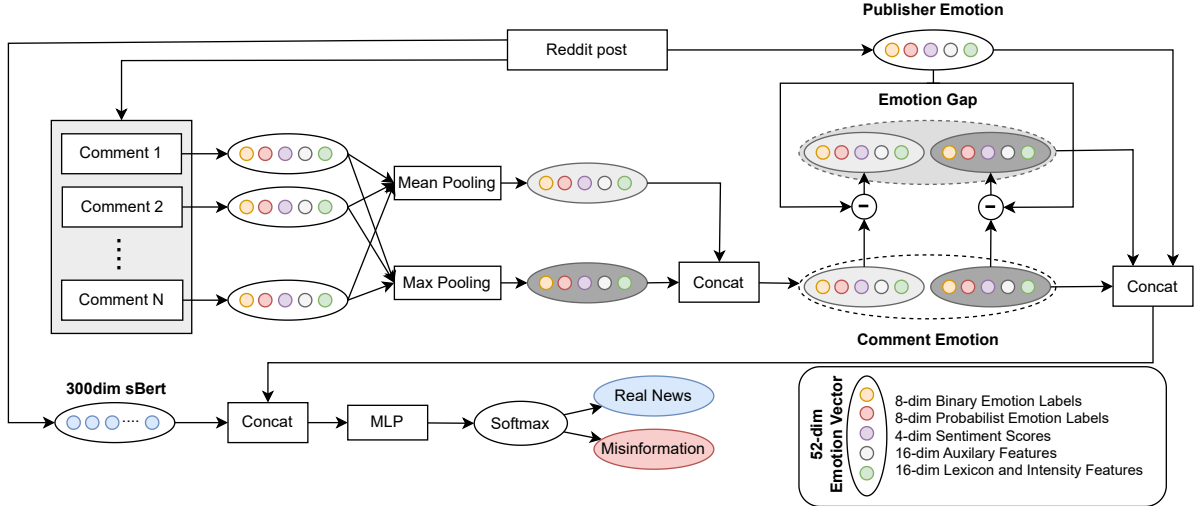 Publisher Emotion
Reddit post
Emotion Gap
Comment 1
Comment 2
Comment N
Mean Pooling
Max Pooling
Concat
Concat
Comment Emotion
300dim sBert
Concat
MLP
Softmax
Real News
Misinformation
52-dim
Emotion Vector
8-dim Binary Emotion Labels
8-dim Probabilist Emotion Labels
4-dim Sentiment Scores
16-dim Auxilary Features
16-dim Lexicon and Intensity Features